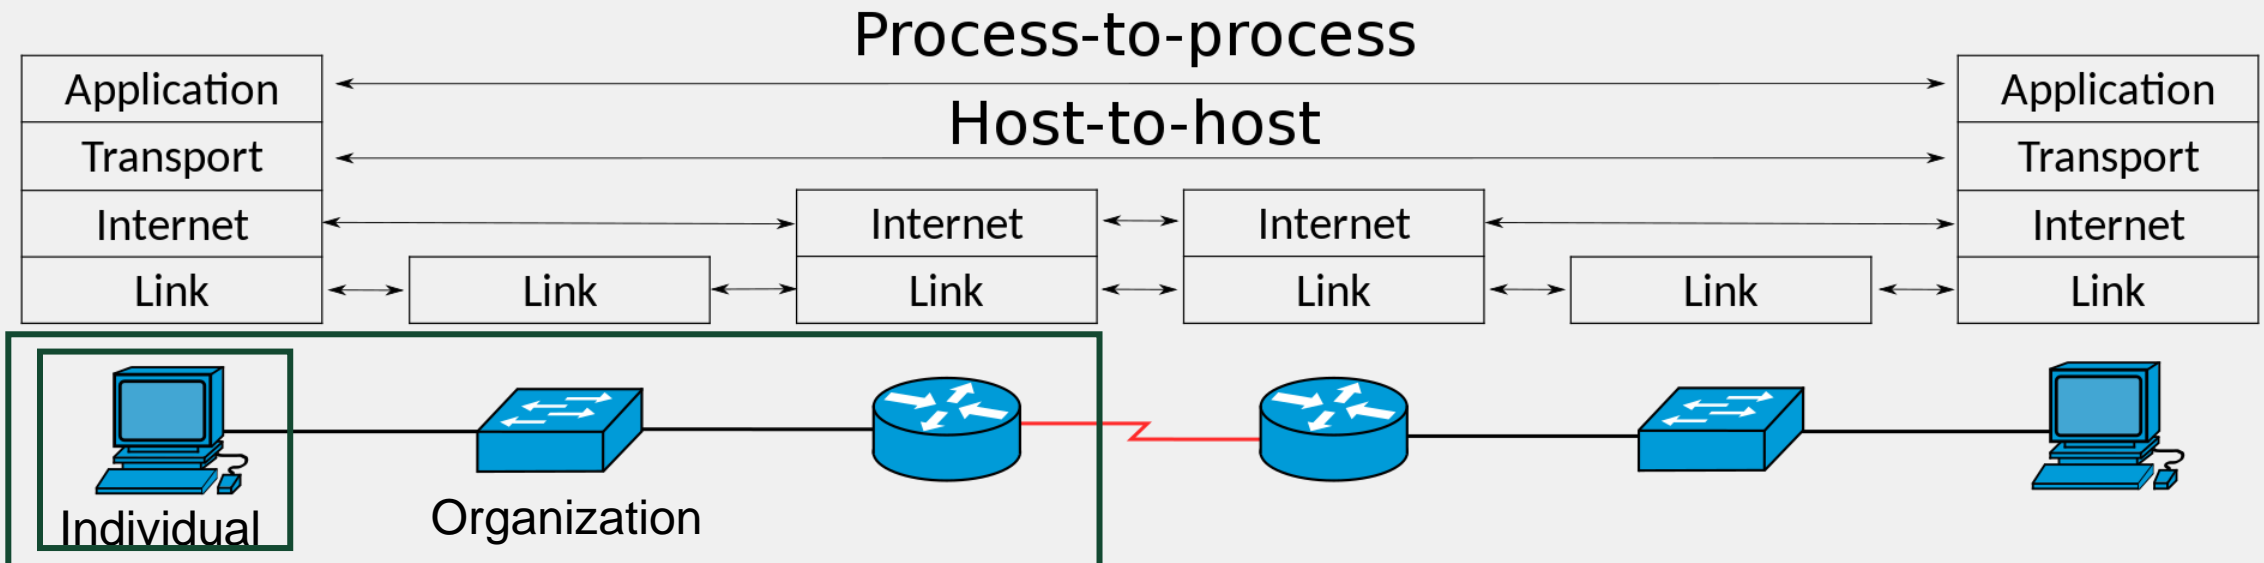 Process-to-process
Application
Application
Host-to-host
Transport
Transport
Internet
Internet
Internet
Internet
Link
Link
Link
Link
Link
Link
Individual
Organization